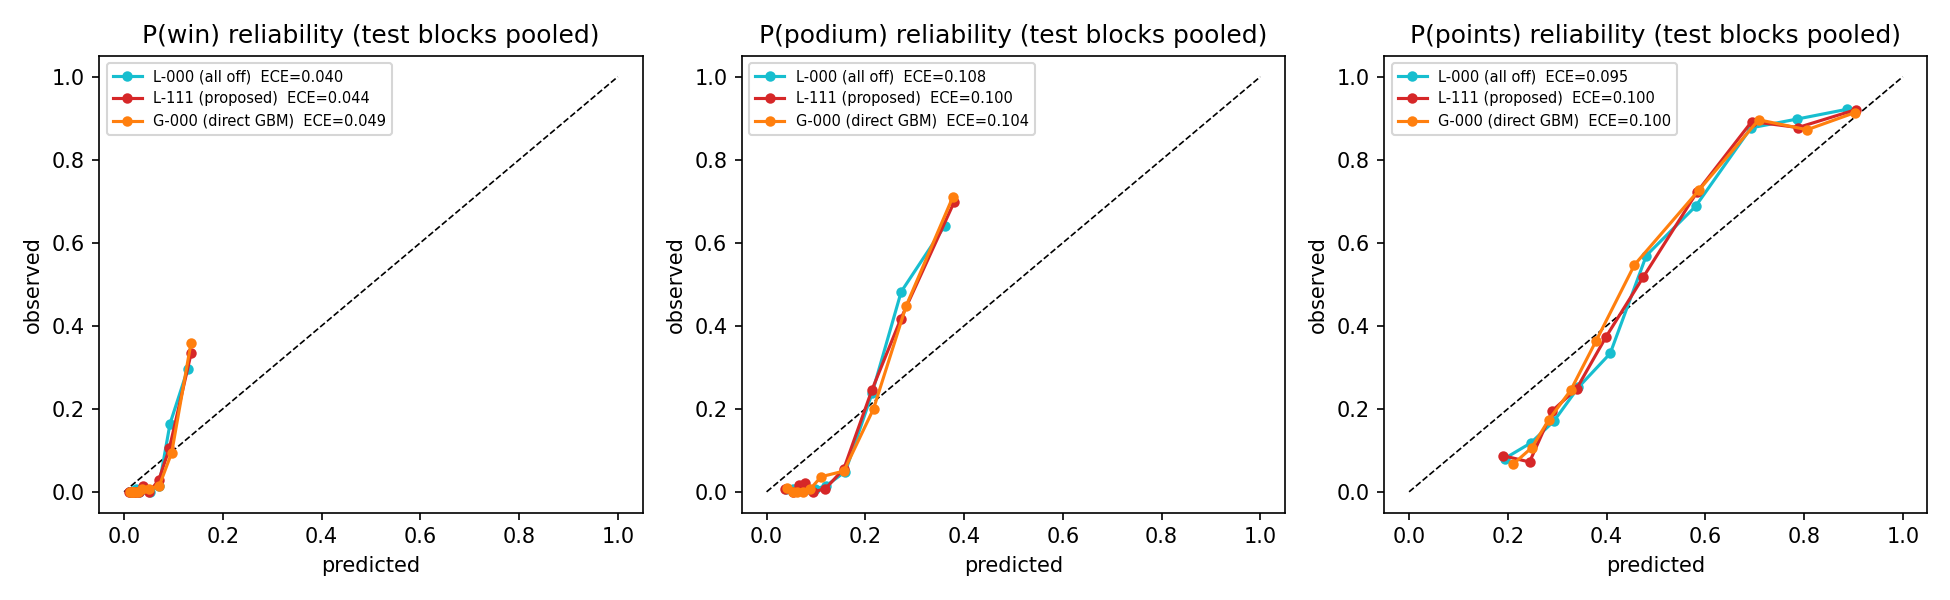 P(win) reliability (test blocks pooled)
L-000 (all off)  ECE=0.040
L-111 (proposed)  ECE=0.044
G-000 (direct GBM)  ECE=0.049
1.0
0.8
0.6
0.4
0.2
0.0
observed
0.0 0.2 0.4 0.6 0.8 1.0
predicted
P(podium) reliability (test blocks pooled)
L-000 (all off)  ECE=0.108
L-111 (proposed)  ECE=0.100
G-000 (direct GBM)  ECE=0.104
1.0
0.8
0.6
0.4
0.2
0.0
observed
0.0 0.2 0.4 0.6 0.8 1.0
predicted
P(points) reliability (test blocks pooled)
L-000 (all off)  ECE=0.095
L-111 (proposed)  ECE=0.100
G-000 (direct GBM)  ECE=0.100
1.0
0.8
0.6
0.4
0.2
0.0
observed
0.0 0.2 0.4 0.6 0.8 1.0
predicted